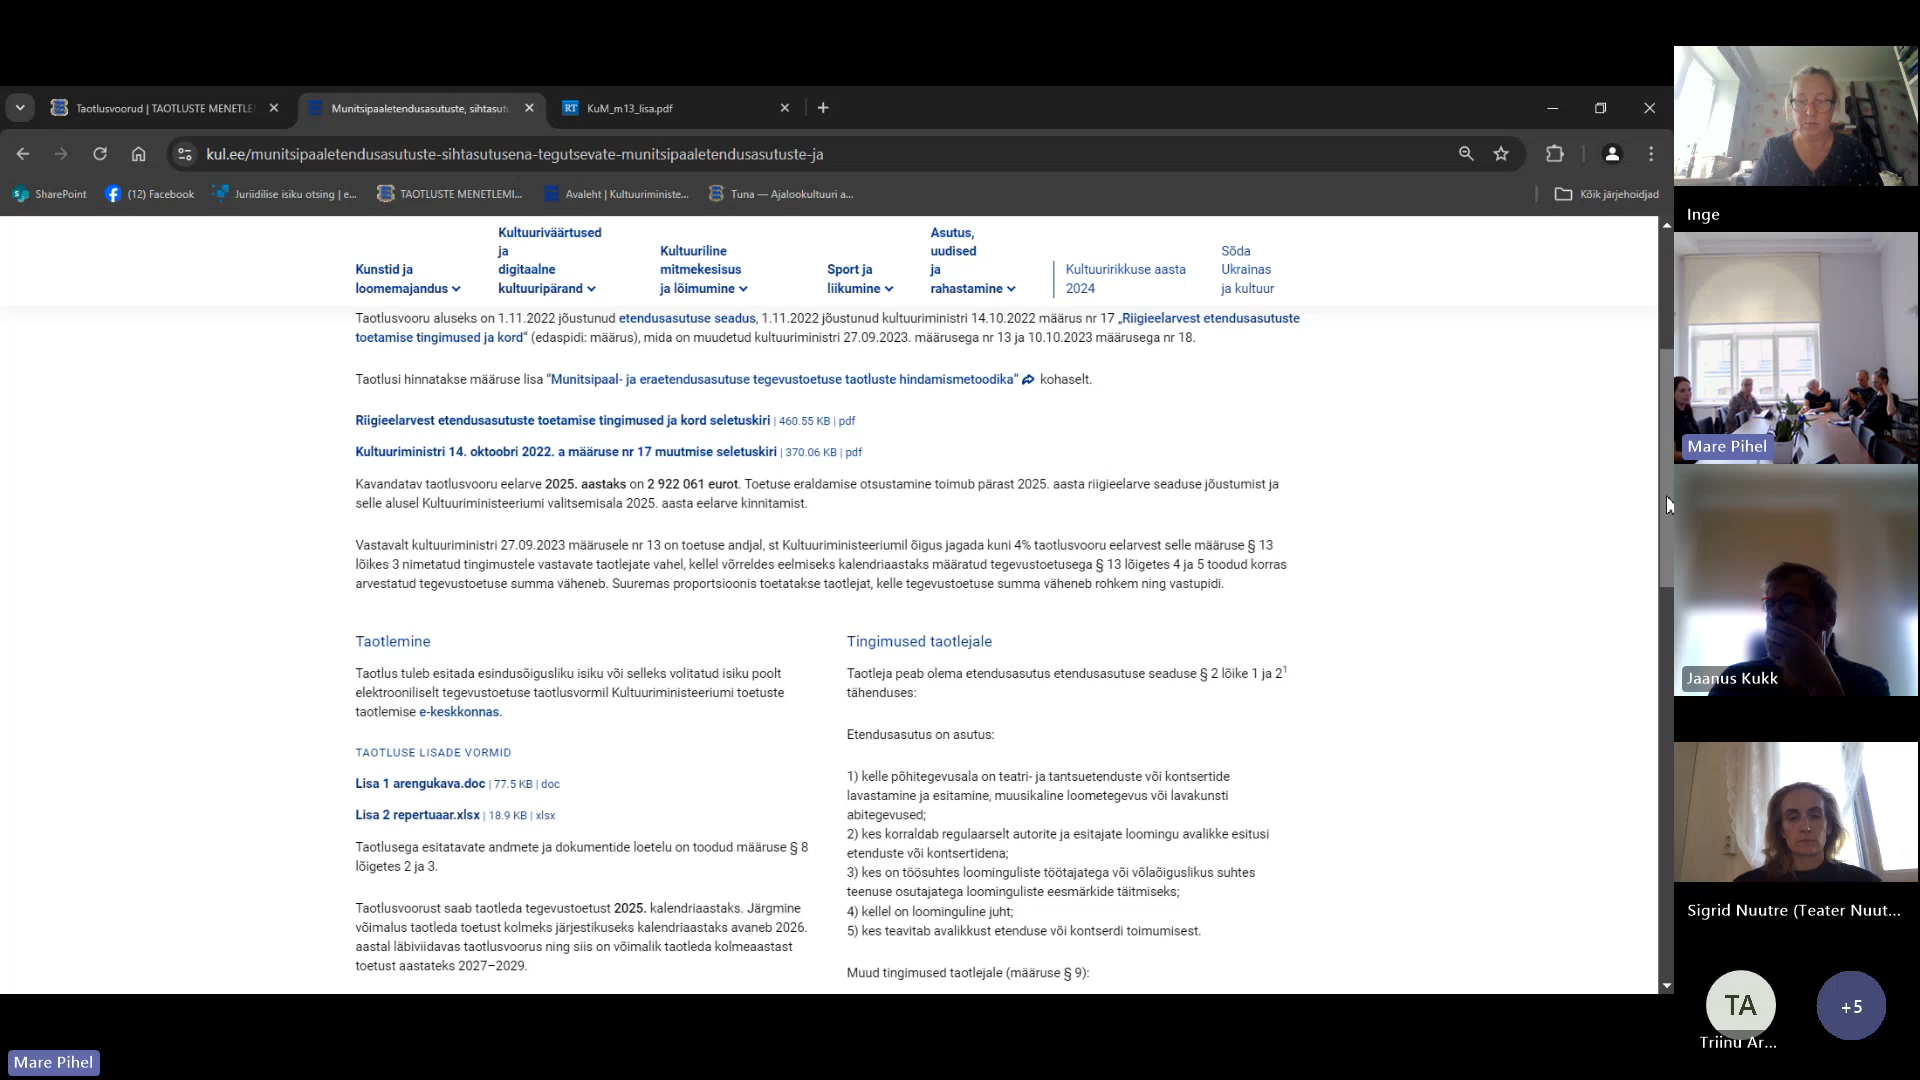 Taotlusvoorud | TAOTLUSTE MENETLE
Munitsipaaletendusasutuste, sihtasutu
KuM_m13_lisa.pdf
kul.ee/munitsipaaletendusasutuste-sihtasutusena-tegutsevate-munitsipaaletendusasutuste-ja
SharePoint
(12) Facebook
Juriidilise isiku otsing | e...
TAOTLUSTE MENETLEMI...
Avaleht | Kultuuriministe...
Tuna — Ajalookultuuri a...
Kõik järjehoidjad
Kunstid ja
loomemajandus
Kultuuriväärtused
ja
digitaalne
kultuuripärand
Kultuuriline
mitmekesisus
ja lõimumine
Sport ja
liikumine
Asutus,
uudised
ja
rahastamine
Kultuuririkkuse aasta
2024
Sõda
Ukrainas
ja kultuur
Taotlusvooru aluseks on 1.11.2022 jõustunud etendusasutuse seadus, 1.11.2022 jõustunud kultuuriministri 14.10.2022 määrus nr 17 „Riigieelarvest etendusasutuste
toetamise tingimused ja kord“ (edaspidi: määrus), mida on muudetud kultuuriministri 27.09.2023. määrusega nr 13 ja 10.10.2023 määrusega nr 18.
Taotlusi hinnatakse määruse lisa “Munitsipaal- ja eraetendusasutuse tegevustoetuse taotluste hindamismetoodika“ kohaselt.
Riigieelarvest etendusasutuste toetamise tingimused ja kord seletuskiri | 460.55 KB | pdf
Kultuuriministri 14. oktoobri 2022. a määruse nr 17 muutmise seletuskiri | 370.06 KB | pdf
Kavandatav taotlusvooru eelarve 2025. aastaks on 2 922 061 eurot. Toetuse eraldamise otsustamine toimub pärast 2025. aasta riigieelarve seaduse jõustumist ja
selle alusel Kultuuriministeeriumi valitsemisala 2025. aasta eelarve kinnitamist.
Vastavalt kultuuriministri 27.09.2023 määrusele nr 13 on toetuse andjal, st Kultuuriministeeriumil õigus jagada kuni 4% taotlusvooru eelarvest selle määruse § 13
lõikes 3 nimetatud tingimustele vastavate taotlejate vahel, kellel võrreldes eelmiseks kalendriaastaks määratud tegevustoetusega § 13 lõigetes 4 ja 5 toodud korras
arvestatud tegevustoetuse summa väheneb. Suuremas proportsioonis toetatakse taotlejat, kelle tegevustoetuse summa väheneb rohkem ning vastupidi.
Taotlemine
Taotlus tuleb esitada esindusõigusliku isiku või selleks volitatud isiku poolt
elektrooniliselt tegevustoetuse taotlusvormil Kultuuriministeeriumi toetuste
taotlemise e-keskkonnas.
TAOTLUSE LISADE VORMID
Lisa 1 arengukava.doc | 77.5 KB | doc
Lisa 2 repertuaar.xlsx | 18.9 KB | xlsx
Taotlusega esitatavate andmete ja dokumentide loetelu on toodud määruse § 8
lõigetes 2 ja 3.
Taotlusvoorust saab taotleda tegevustoetust 2025. kalendriaastaks. Järgmine
võimalus taotleda toetust kolmeks järjestikuseks kalendriaastaks avaneb 2026.
aastal läbiviidavas taotlusvoorus ning siis on võimalik taotleda kolmeaastast
toetust aastateks 2027–2029.
Tingimused taotlejale
Taotleja peab olema etendusasutus etendusasutuse seaduse § 2 lõike 1 ja 2¹
tähenduses:
Etendusasutus on asutus:
1) kelle põhitegevusala on teatri- ja tantsuetenduste või kontsertide
lavastamine ja esitamine, muusikaline loometegevus või lavakunsti
abitegevused;
2) kes korraldab regulaarselt autorite ja esitajate loomingu avalikke esitusi
etenduste või kontsertidena;
3) kes on töösuhtes loominguliste töötajatega või võlaõiguslikus suhtes
teenuse osutajatega loominguliste eesmärkide täitmiseks;
4) kellel on loominguline juht;
5) kes teavitab avalikkust etenduse või kontserdi toimumisest.
Muud tingimused taotlejale (määruse § 9):
Inge
Mare Pihel
Jaanus Kukk
Sigrid Nuutre (Teater Nuut...
TA
Triinu Ar...
+5
Mare Pihel